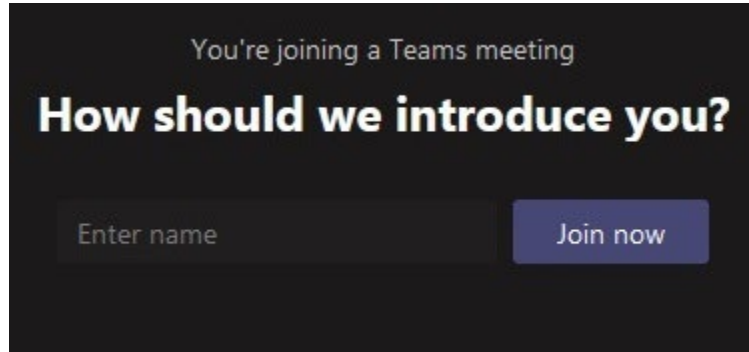 You're joining a Teams meeting
How should we introduce you?
Enter name
Join now